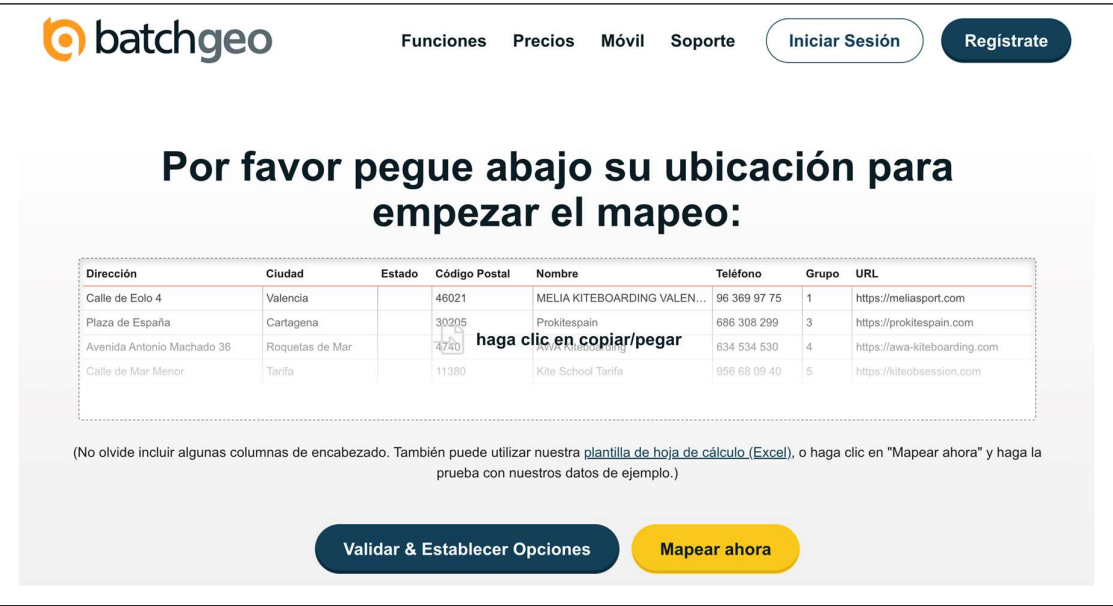 batchgeo
Funciones Precios Móvil Soporte Iniciar Sesión Regístrate
Por favor pegue abajo su ubicación para
empezar el mapeo:
Dirección Ciudad Estado Código Postal Nombre Teléfono Grupo URL
Calle de Eolo 4 Valencia 46021 MELIA KITEBOARDING VALEN... 96 369 97 75 1 https://meliasport.com
Plaza de España Cartagena 30205 Prokitespain 686 308 299 3 https://prokitespain.com
haga clic en copiar/pegar
Avenida Antonio Machado 36 Roquetas de Mar 4740 AWA Kiteboarding 634 534 530 4 https://awa-kiteboarding.com
Calle de Mar Menor Tarifa 11380 Kite School Tarifa 956 68 09 40 5 https://kiteobsession.com
(No olvide incluir algunas columnas de encabezado. También puede utilizar nuestra plantilla de hoja de cálculo (Excel), o haga clic en "Mapear ahora" y haga la
prueba con nuestros datos de ejemplo.)
Validar & Establecer Opciones Mapear ahora